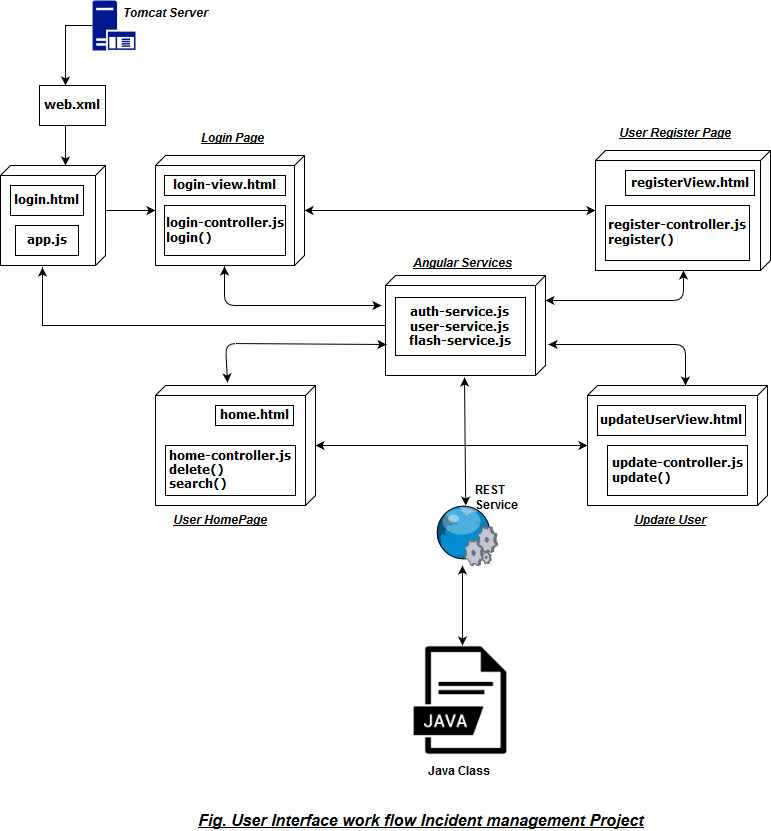 Tomcat Server
web.xml
Login Page
User Register Page
login.html
app.js
login-view.html
login-controller.js
login()
registerView.html
register-controller.js
register()
Angular Services
auth-service.js
user-service.js
flash-service.js
home.html
home-controller.js
delete()
search()
User HomePage
updateUserView.html
update-controller.js
update()
Update User
REST
Service
JAVA
Java Class
Fig. User Interface work flow Incident management Project